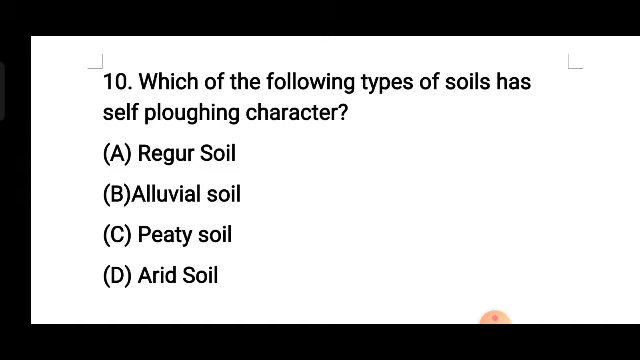 10. Which of the following types of soils has
self ploughing character?
(A) Regur Soil
(B)Alluvial soil
(C) Peaty soil
(D) Arid Soil